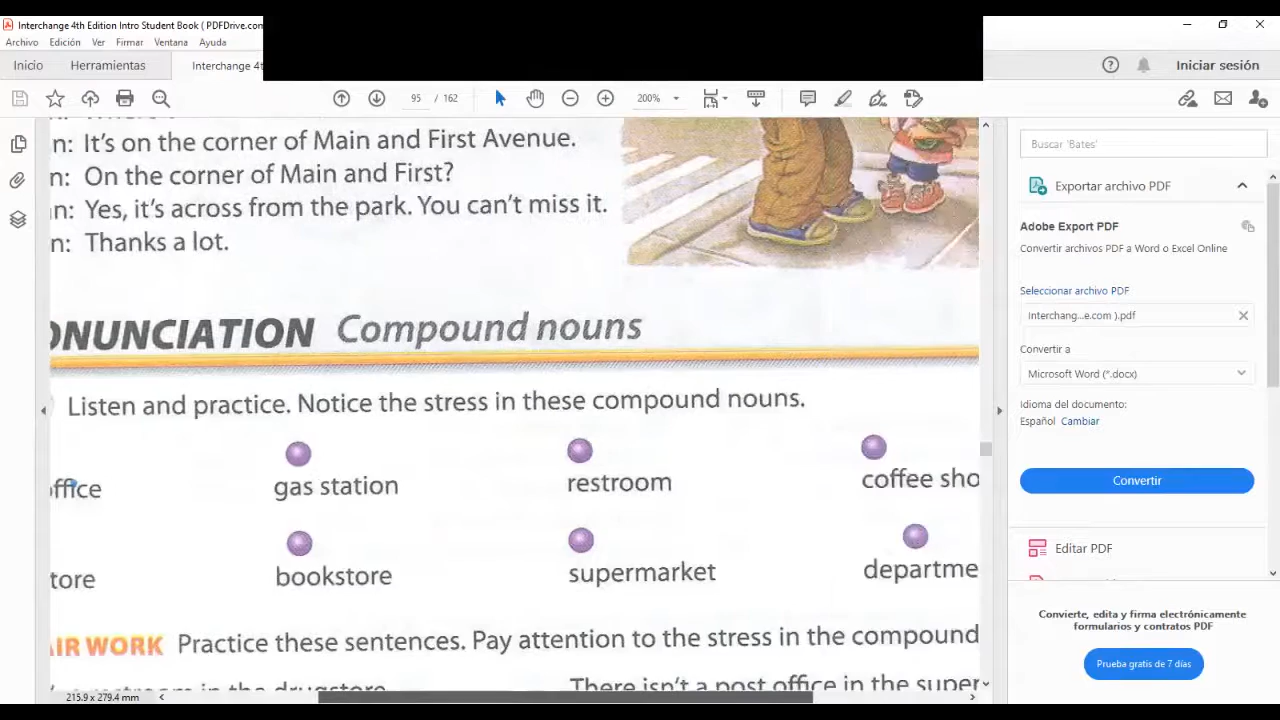 Interchange 4th Edition Intro Student Book ( PDFDrive.com
Archivo Edición Ver Firmar Ventana Ayuda
Inicio Herramientas Interchange 4t Iniciar sesión
95 / 162 200%
n: It's on the corner of Main and First Avenue.
n: On the corner of Main and First?
n: Yes, it's across from the park. You can't miss it.
n: Thanks a lot.
ONUNCIATION Compound nouns
Listen and practice. Notice the stress in these compound nouns.
office gas station restroom coffee sho
tore bookstore supermarket departme
AIR WORK Practice these sentences. Pay attention to the stress in the compound
restroom in the drugstore There isn't a post office in the super
215.9 x 279.4 mm
Buscar 'Bates'
Exportar archivo PDF
Adobe Export PDF
Convertir archivos PDF a Word o Excel Online
Seleccionar archivo PDF
Interchang...e.com ).pdf
Convertir a
Microsoft Word (*.docx)
Idioma del documento:
Español Cambiar
Convertir
Editar PDF
Convierte, edita y firma electrónicamente
formularios y contratos PDF
Prueba gratis de 7 días